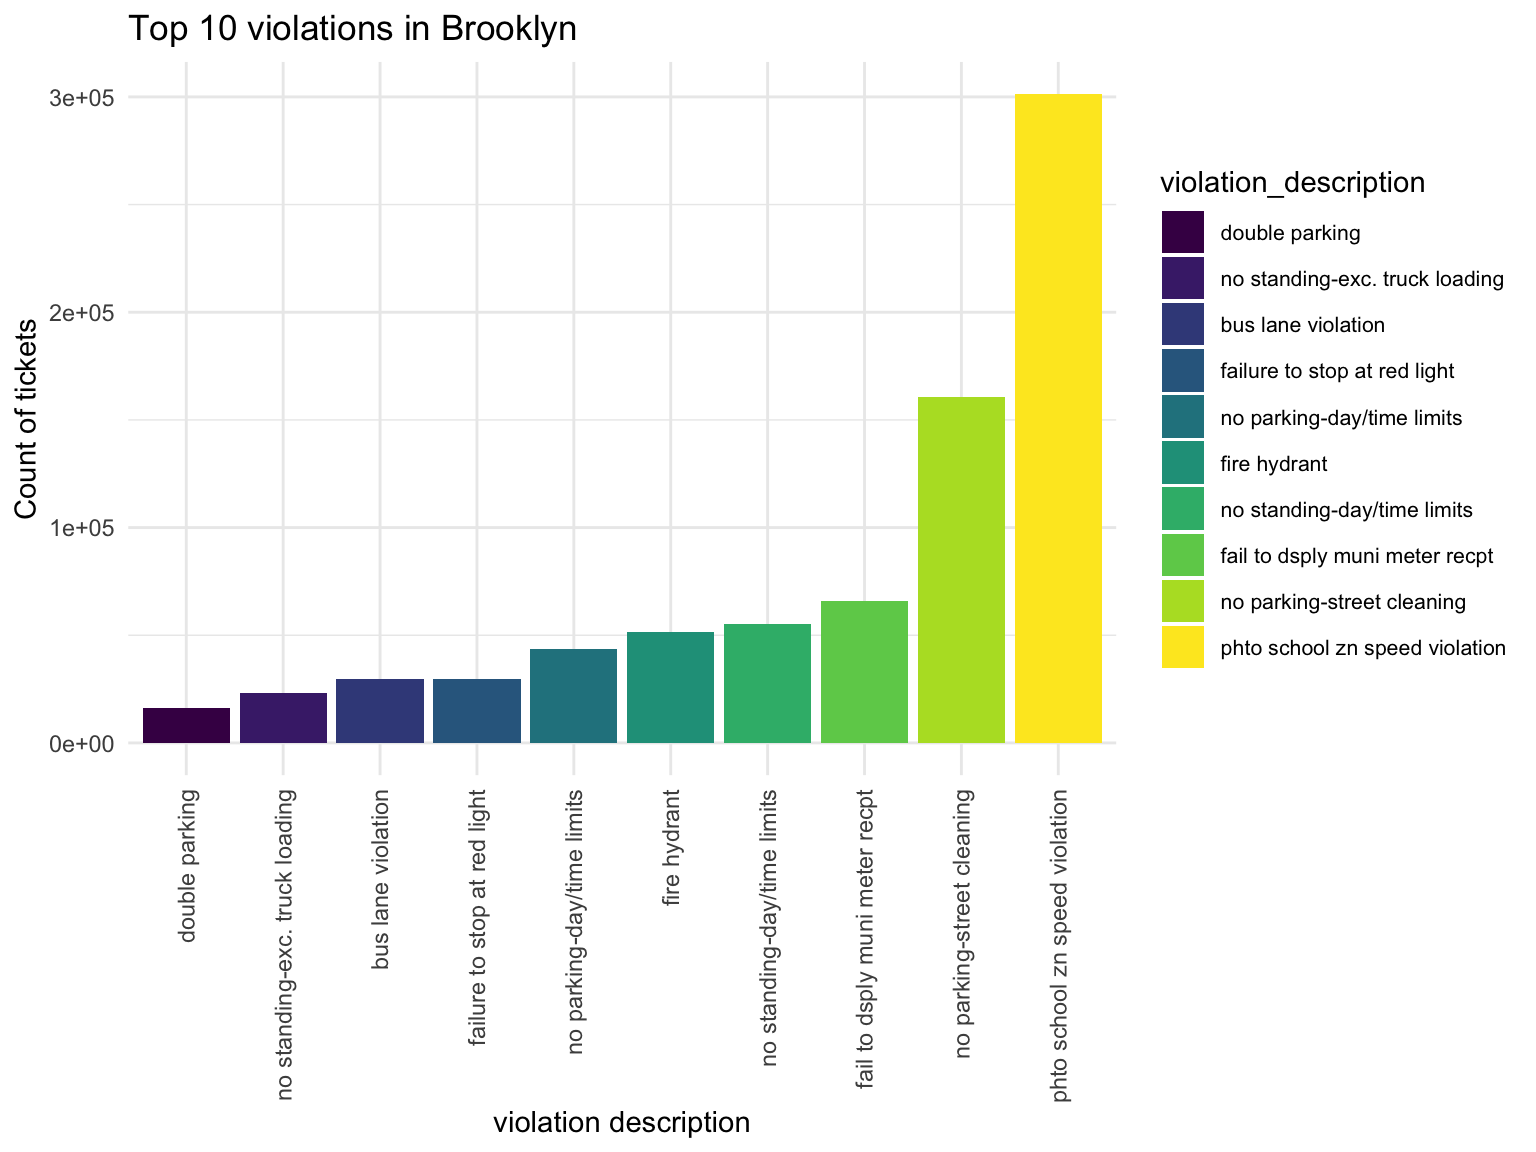 Top 10 violations in Brooklyn
Count of tickets
3e+05
2e+05
1e+05
0e+00
double parking
no standing-exc. truck loading
bus lane violation
failure to stop at red light
no parking-day/time limits
fire hydrant
no standing-day/time limits
fail to dsply muni meter recpt
no parking-street cleaning
phto school zn speed violation
violation description
violation_description
double parking
no standing-exc. truck loading
bus lane violation
failure to stop at red light
no parking-day/time limits
fire hydrant
no standing-day/time limits
fail to dsply muni meter recpt
no parking-street cleaning
phto school zn speed violation